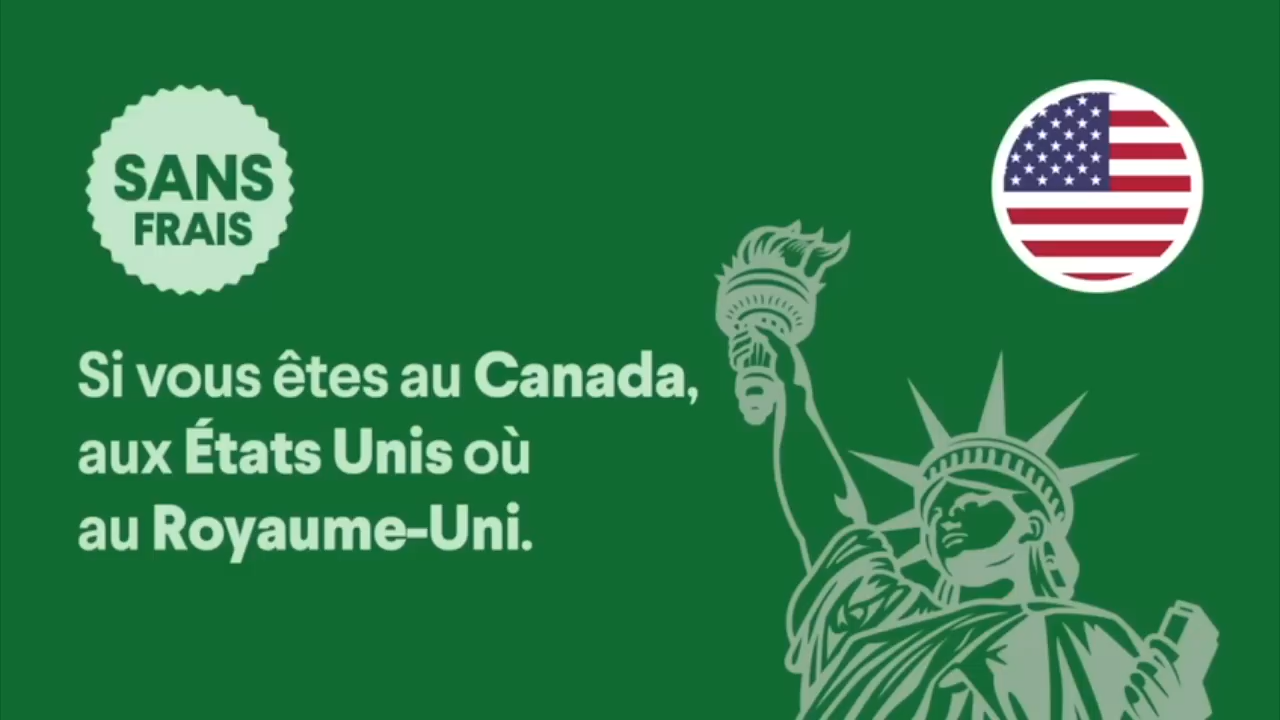 SANS
FRAIS
Si vous êtes au Canada,
aux États Unis où
au Royaume-Uni.